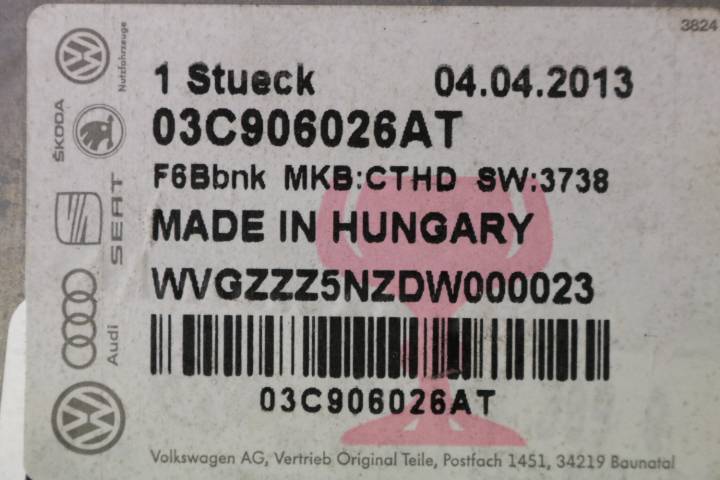 3824
Nutzfahrzeuge
1 Stueck 04.04.2013
ŠKODA
03C906026AT
F6Bbnk MKB:CTHD SW:3738
SEAT
MADE IN HUNGARY
WVGZZZ5NZDW000023
Audi
03C906026AT
Volkswagen AG, Vertrieb Original Teile, Postfach 1451, 34219 Baunatal